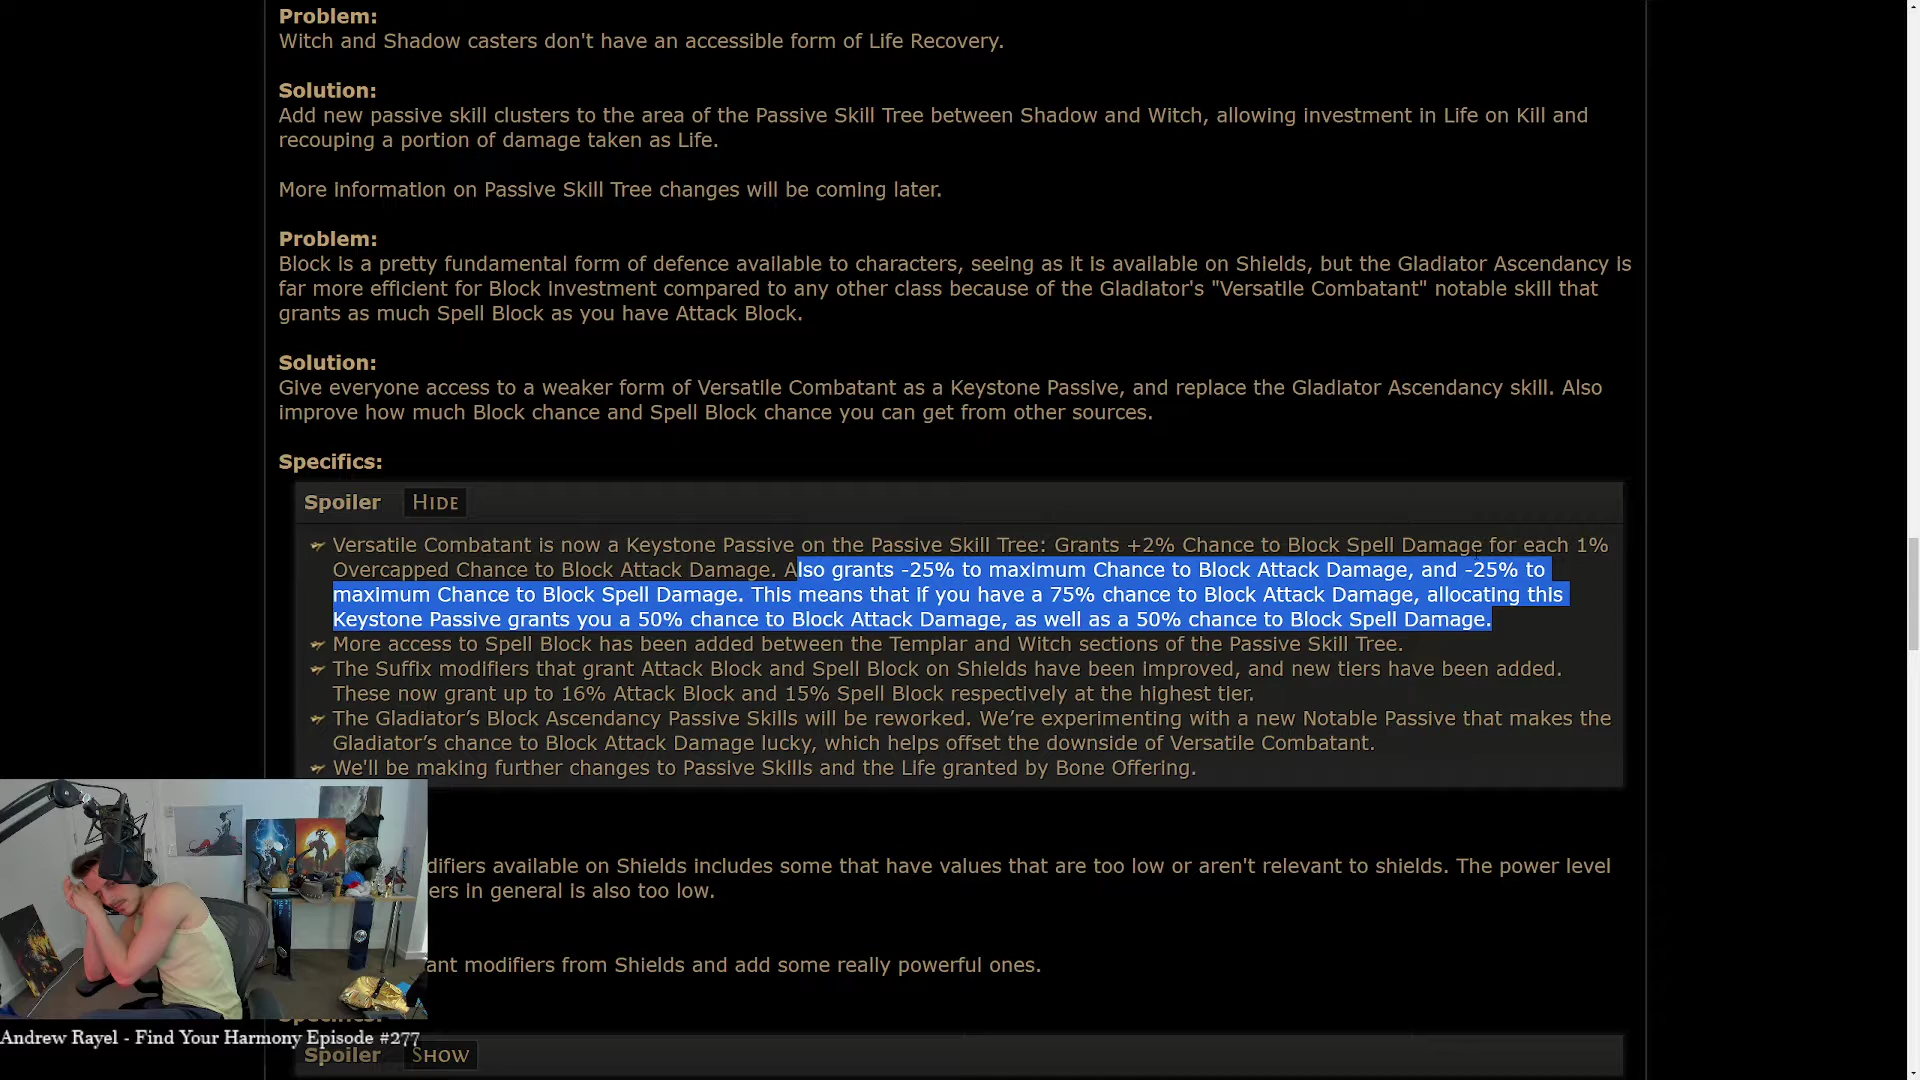 Problem:
Witch and Shadow casters don't have an accessible form of Life Recovery.
Solution:
Add new passive skill clusters to the area of the Passive Skill Tree between Shadow and Witch, allowing investment in Life on Kill and
recouping a portion of damage taken as Life.
More information on Passive Skill Tree changes will be coming later.
Problem:
Block is a pretty fundamental form of defence available to characters, seeing as it is available on Shields, but the Gladiator Ascendancy is
far more efficient for Block investment compared to any other class because of the Gladiator's "Versatile Combatant" notable skill that
grants as much Spell Block as you have Attack Block.
Solution:
Give everyone access to a weaker form of Versatile Combatant as a Keystone Passive, and replace the Gladiator Ascendancy skill. Also
improve how much Block chance and Spell Block chance you can get from other sources.
Specifics:
Spoiler HIDE
Versatile Combatant is now a Keystone Passive on the Passive Skill Tree: Grants +2% Chance to Block Spell Damage for each 1%
Overcapped Chance to Block Attack Damage. Also grants -25% to maximum Chance to Block Attack Damage, and -25% to
maximum Chance to Block Spell Damage. This means that if you have a 75% chance to Block Attack Damage, allocating this
Keystone Passive grants you a 50% chance to Block Attack Damage, as well as a 50% chance to Block Spell Damage.
More access to Spell Block has been added between the Templar and Witch sections of the Passive Skill Tree.
The Suffix modifiers that grant Attack Block and Spell Block on Shields have been improved, and new tiers have been added.
These now grant up to 16% Attack Block and 15% Spell Block respectively at the highest tier.
The Gladiator’s Block Ascendancy Passive Skills will be reworked. We’re experimenting with a new Notable Passive that makes the
Gladiator’s chance to Block Attack Damage lucky, which helps offset the downside of Versatile Combatant.
We'll be making further changes to Passive Skills and the Life granted by Bone Offering.
difiers available on Shields includes some that have values that are too low or aren't relevant to shields. The power level
ers in general is also too low.
ant modifiers from Shields and add some really powerful ones.
Andrew Rayel - Find Your Harmony Episode #277
Spoiler SHOW